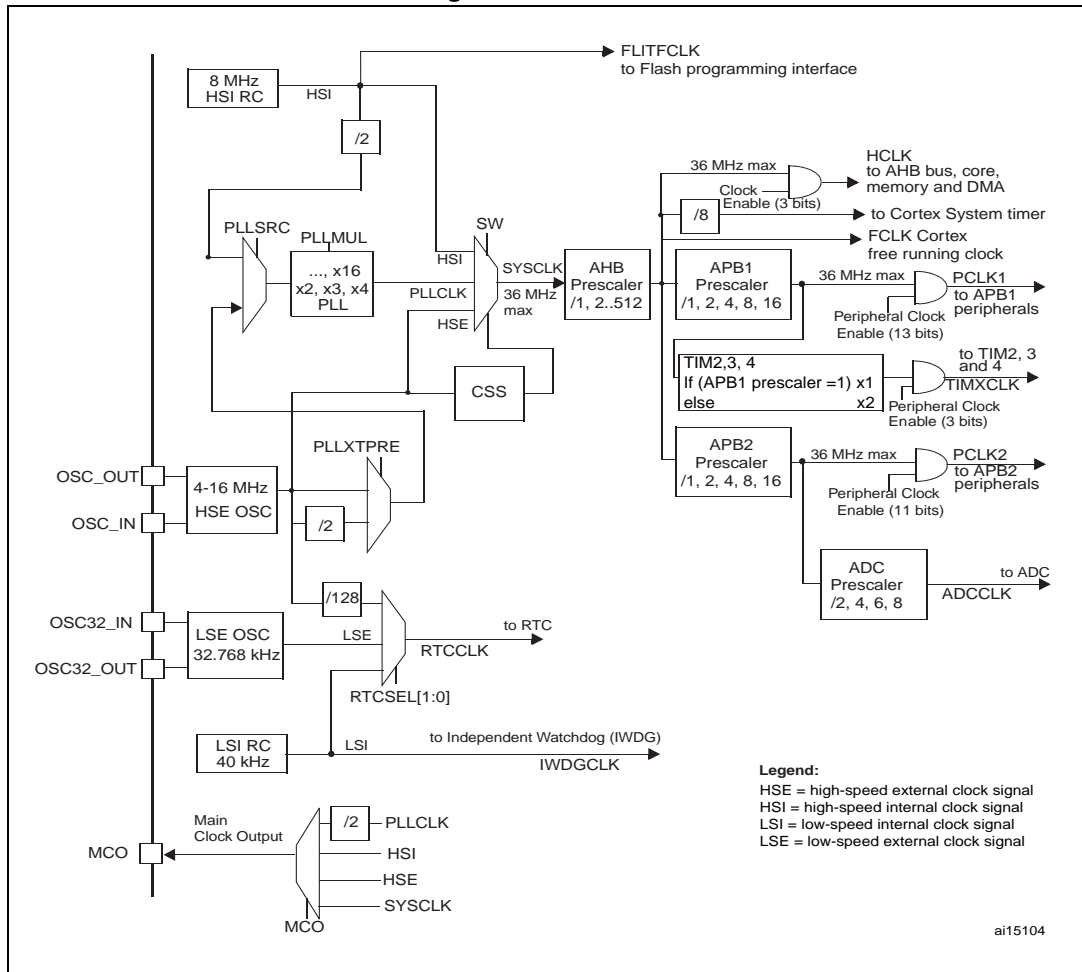 FLITFCLK
to Flash programming interface
8 MHz
HSI RC
HSI
/2
36 MHz max
HCLK
to AHB bus, core,
memory and DMA
Clock
Enable (3 bits)
/8
to Cortex System timer
FCLK Cortex
free running clock
PLLSRC
PLLMUL
..., x16
x2, x3, x4
PLL
SW
HSI
PLLCLK
HSE
SYSCLK
36 MHz
max
AHB
Prescaler
/1, 2..512
APB1
Prescaler
/1, 2, 4, 8, 16
36 MHz max
PCLK1
to APB1
peripherals
Peripheral Clock
Enable (13 bits)
TIM2,3, 4
If (APB1 prescaler =1) x1
else x2
to TIM2, 3
and 4
TIMXCLK
Peripheral Clock
Enable (3 bits)
CSS
PLLXTPRE
OSC_OUT
OSC_IN
4-16 MHz
HSE OSC
/2
APB2
Prescaler
/1, 2, 4, 8, 16
36 MHz max
PCLK2
to APB2
peripherals
Peripheral Clock
Enable (11 bits)
ADC
Prescaler
/2, 4, 6, 8
to ADC
ADCCLK
/128
OSC32_IN
OSC32_OUT
LSE OSC
32.768 kHz
LSE
to RTC
RTCCLK
RTCSEL[1:0]
LSI RC
40 kHz
LSI
to Independent Watchdog (IWDG)
IWDGCLK
Legend:
HSE = high-speed external clock signal
HSI = high-speed internal clock signal
LSI = low-speed internal clock signal
LSE = low-speed external clock signal
Main
Clock Output
MCO
/2
PLLCLK
HSI
HSE
SYSCLK
MCO
ai15104